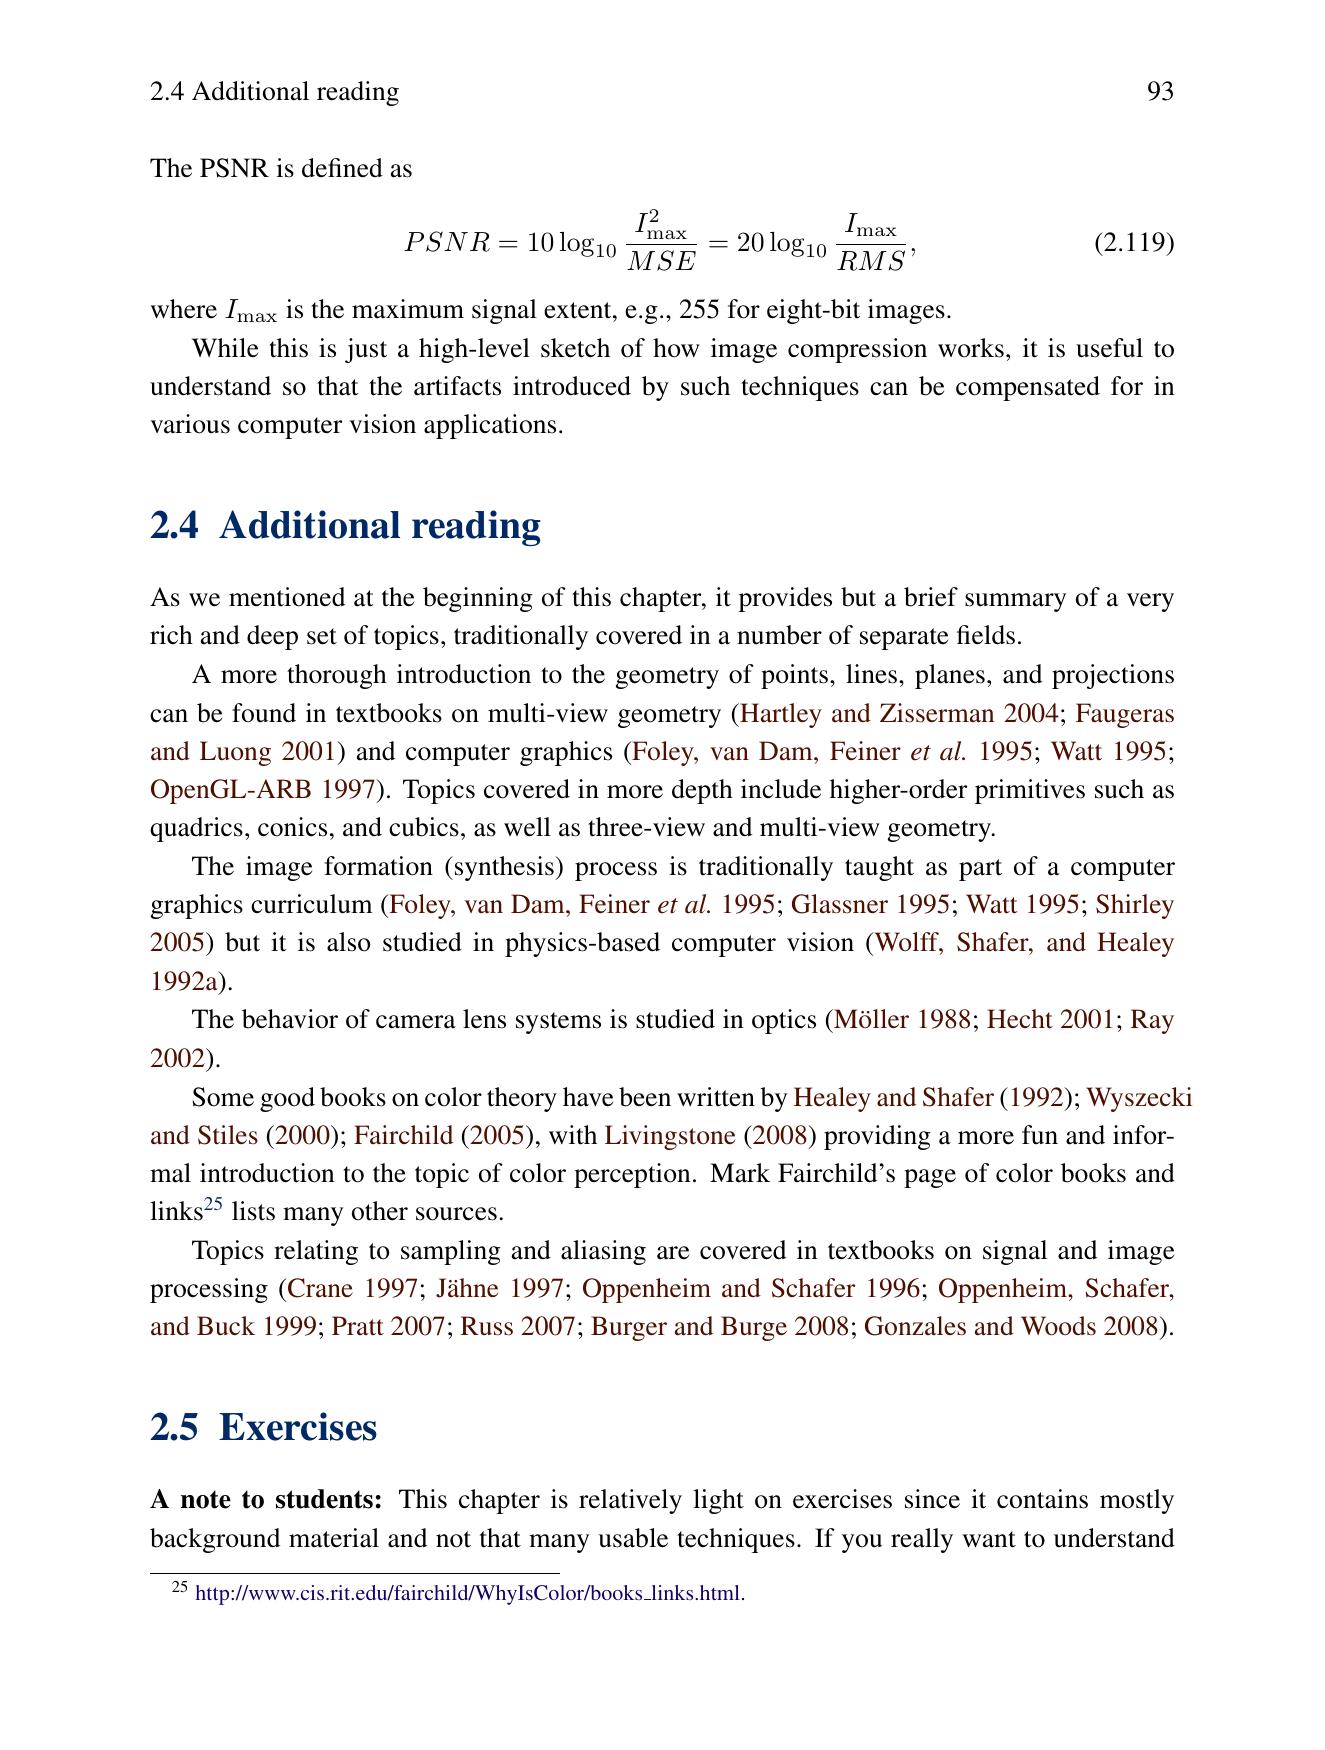 2.4 Additional reading 93
The PSNR is defined as
PSNR = 10 log₁₀ I²max / MSE = 20 log₁₀ Imax / RMS, (2.119)
where Imax is the maximum signal extent, e.g., 255 for eight-bit images.
While this is just a high-level sketch of how image compression works, it is useful to
understand so that the artifacts introduced by such techniques can be compensated for in
various computer vision applications.
2.4 Additional reading
As we mentioned at the beginning of this chapter, it provides but a brief summary of a very
rich and deep set of topics, traditionally covered in a number of separate fields.
A more thorough introduction to the geometry of points, lines, planes, and projections
can be found in textbooks on multi-view geometry (Hartley and Zisserman 2004; Faugeras
and Luong 2001) and computer graphics (Foley, van Dam, Feiner et al. 1995; Watt 1995;
OpenGL-ARB 1997). Topics covered in more depth include higher-order primitives such as
quadrics, conics, and cubics, as well as three-view and multi-view geometry.
The image formation (synthesis) process is traditionally taught as part of a computer
graphics curriculum (Foley, van Dam, Feiner et al. 1995; Glassner 1995; Watt 1995; Shirley
2005) but it is also studied in physics-based computer vision (Wolff, Shafer, and Healey
1992a).
The behavior of camera lens systems is studied in optics (Möller 1988; Hecht 2001; Ray
2002).
Some good books on color theory have been written by Healey and Shafer (1992); Wyszecki
and Stiles (2000); Fairchild (2005), with Livingstone (2008) providing a more fun and infor-
mal introduction to the topic of color perception. Mark Fairchild's page of color books and
links²⁵ lists many other sources.
Topics relating to sampling and aliasing are covered in textbooks on signal and image
processing (Crane 1997; Jähne 1997; Oppenheim and Schafer 1996; Oppenheim, Schafer,
and Buck 1999; Pratt 2007; Russ 2007; Burger and Burge 2008; Gonzales and Woods 2008).
2.5 Exercises
A note to students: This chapter is relatively light on exercises since it contains mostly
background material and not that many usable techniques. If you really want to understand
²⁵ http://www.cis.rit.edu/fairchild/WhyIsColor/books_links.html.